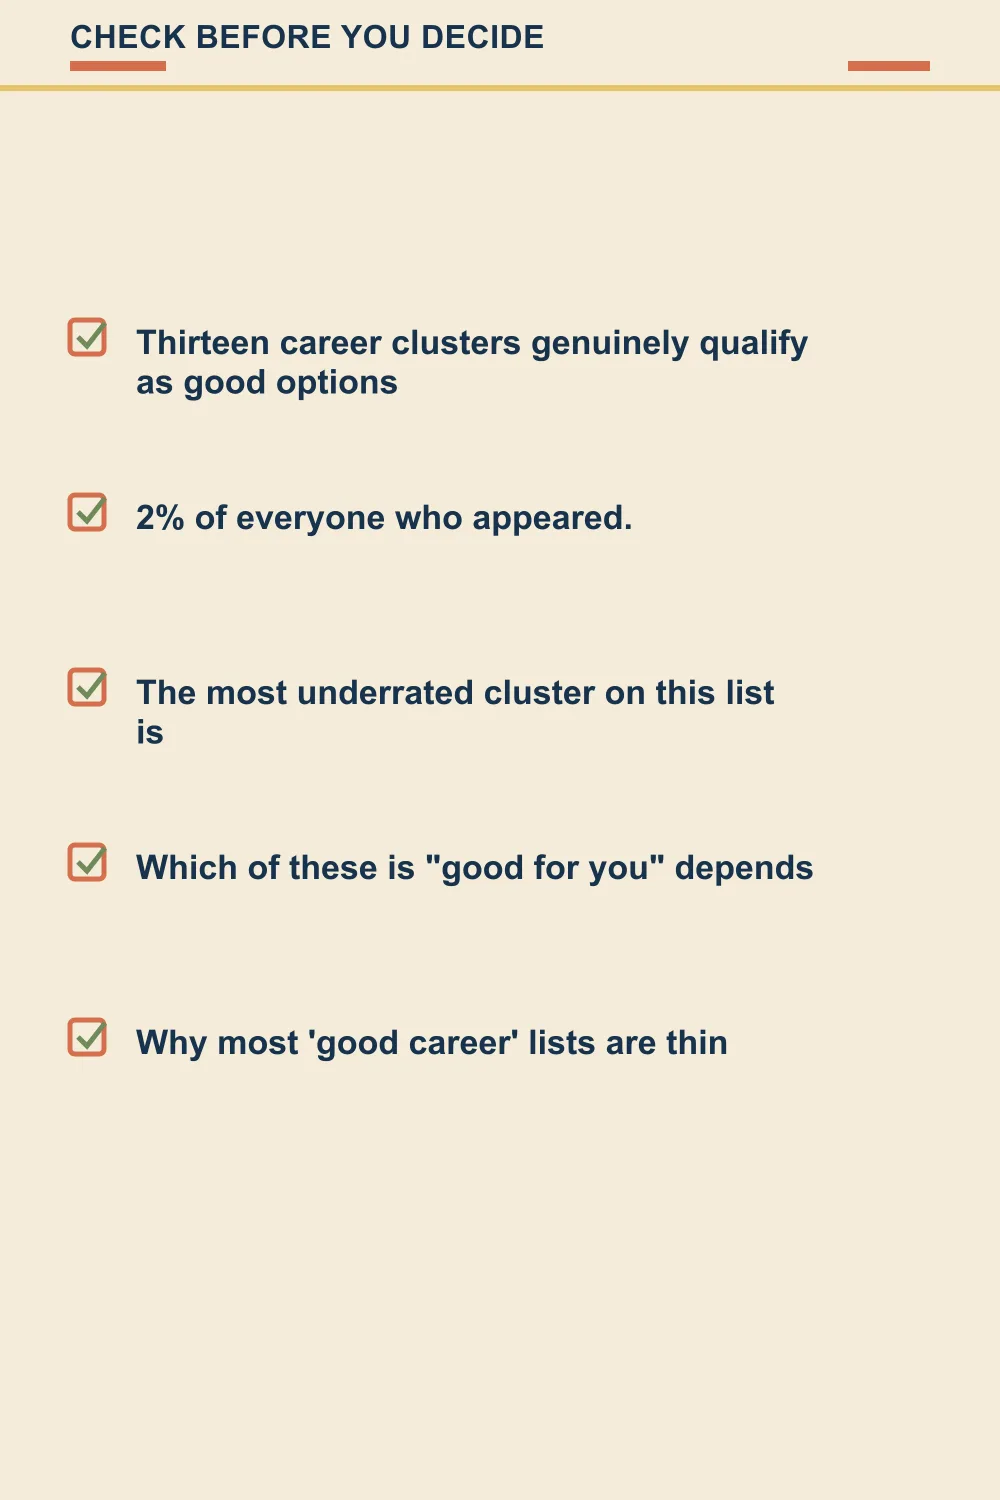 CHECK BEFORE YOU DECIDE
Thirteen career clusters genuinely qualify
as good options
2% of everyone who appeared.
The most underrated cluster on this list
is
Which of these is "good for you" depends
Why most 'good career' lists are thin